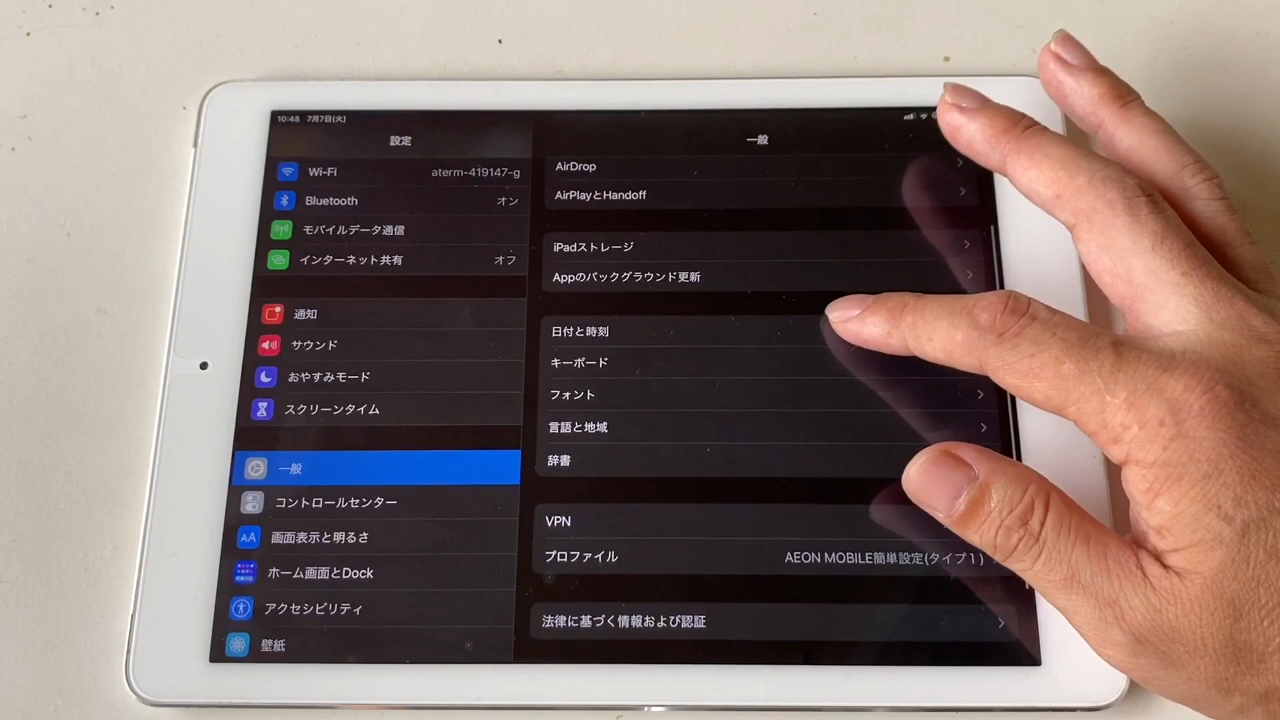 10:48 7月7日(火)
設定
Wi-Fi aterm-419147-g
Bluetooth オン
モバイルデータ通信
インターネット共有 オフ
通知
サウンド
おやすみモード
スクリーンタイム
一般
コントロールセンター
AA 画面表示と明るさ
ホーム画面とDock
アクセシビリティ
壁紙
一般
AirDrop
AirPlayとHandoff
iPadストレージ
Appのバックグラウンド更新
日付と時刻
キーボード
フォント
言語と地域
辞書
VPN
プロファイル AEON MOBILE簡単設定(タイプ1)
法律に基づく情報および認証